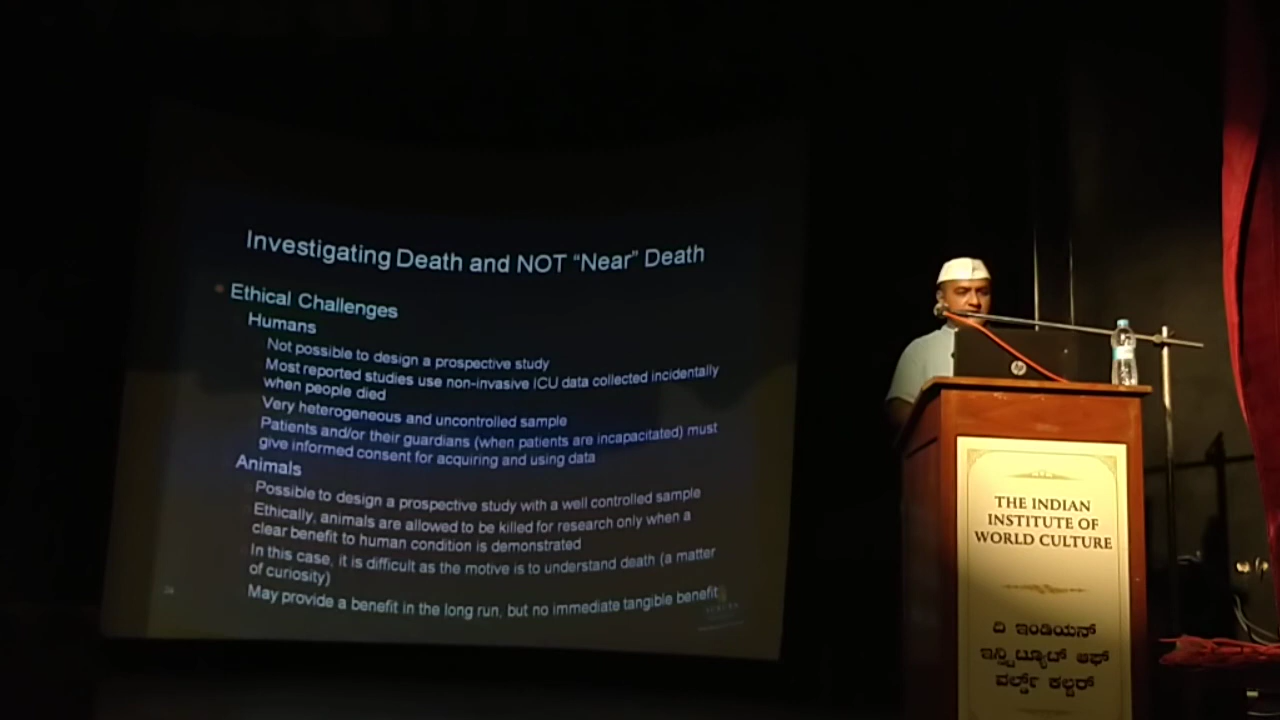 Investigating Death and NOT “Near” Death
Ethical Challenges
Humans
Not possible to design a prospective study
Most reported studies use non-invasive ICU data collected incidentally
when people died
Very heterogeneous and uncontrolled sample
Patients and/or their guardians (when patients are incapacitated) must
give informed consent for acquiring and using data
Animals
Possible to design a prospective study with a well controlled sample
Ethically, animals are allowed to be killed for research only when a
clear benefit to human condition is demonstrated
In this case, it is difficult as the motive is to understand death (a matter
of curiosity)
May provide a benefit in the long run, but no immediate tangible benefit
hp
THE INDIAN
INSTITUTE OF
WORLD CULTURE
ದಿ ಇಂಡಿಯನ್
ಇನ್ಸ್ಟಿಟ್ಯೂಟ್ ಆಫ್
ವರ್ಲ್ಡ್ ಕಲ್ಚರ್